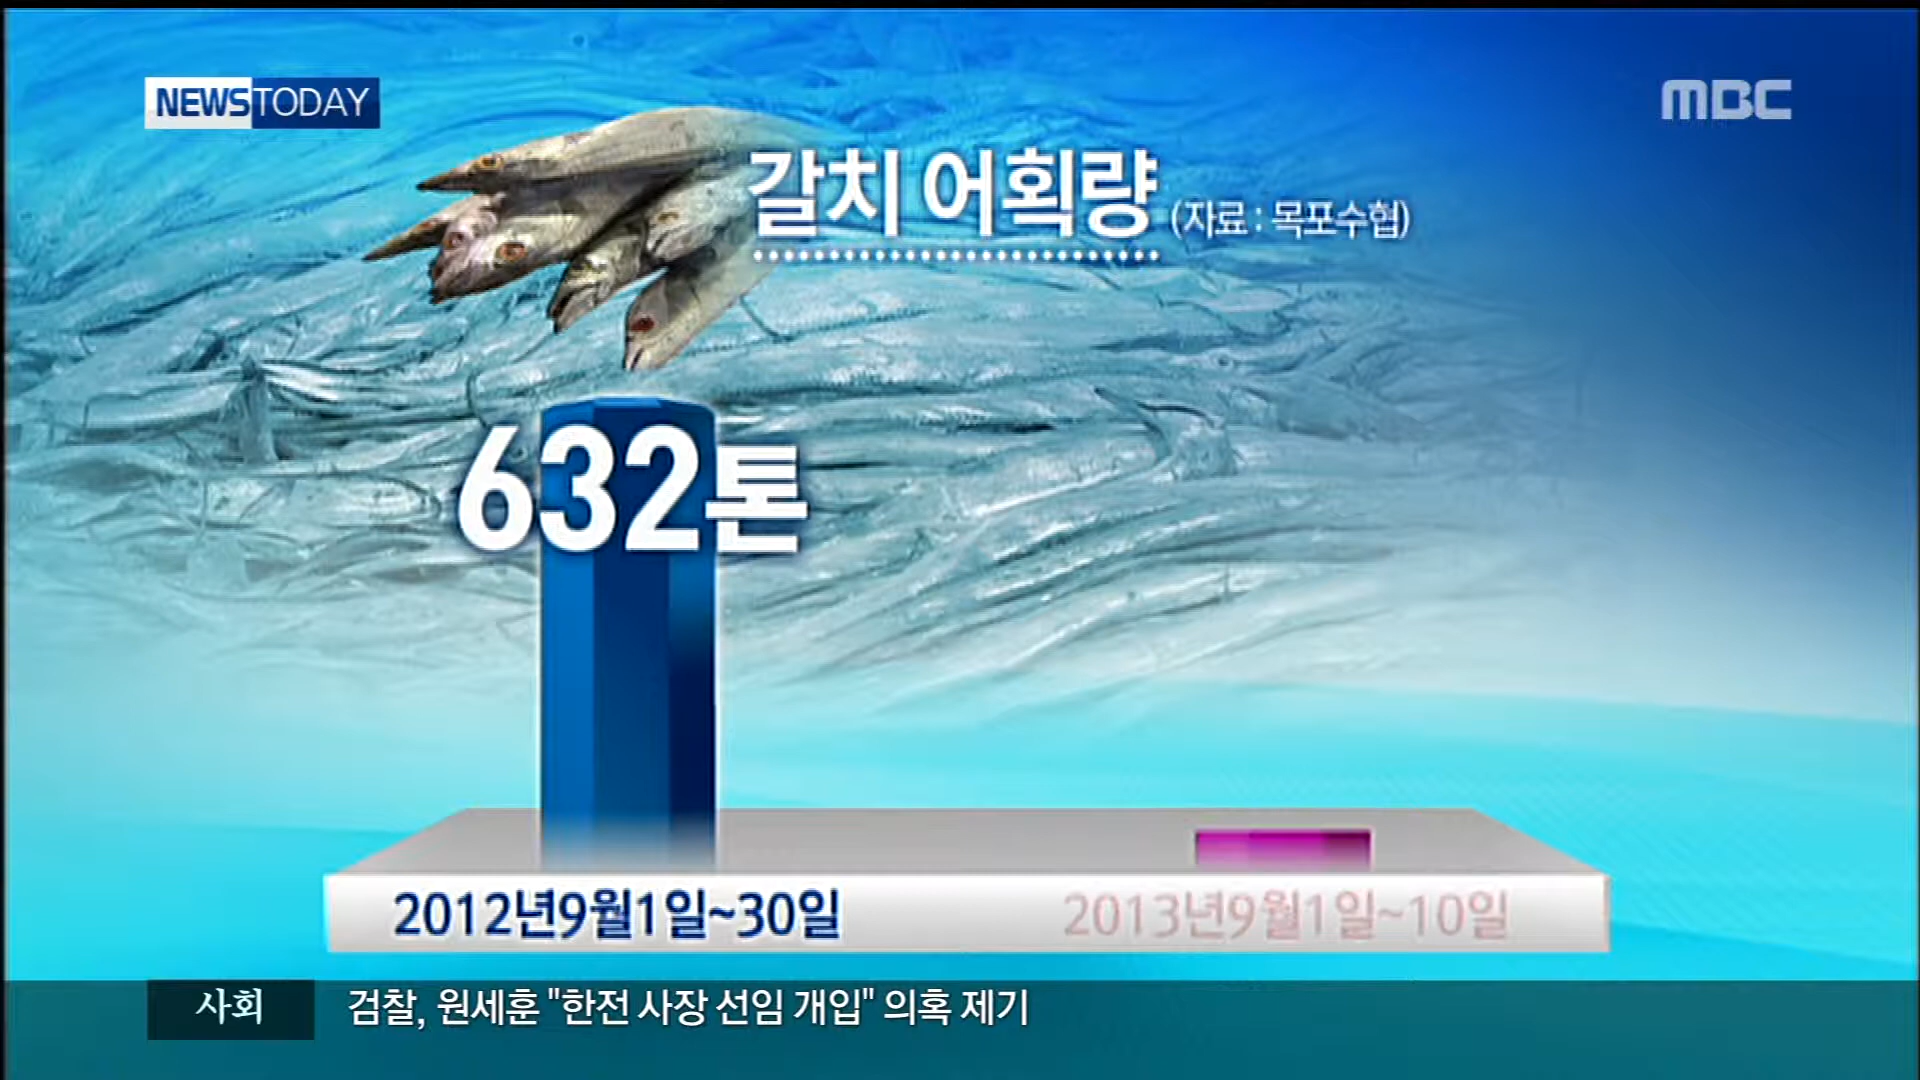 NEWSTODAY
MBC
갈치 어획량 (자료 : 목포수협)
632톤
2012년9월1일~30일
2013년9월1일~10일
사회
검찰, 원세훈 "한전 사장 선임 개입" 의혹 제기